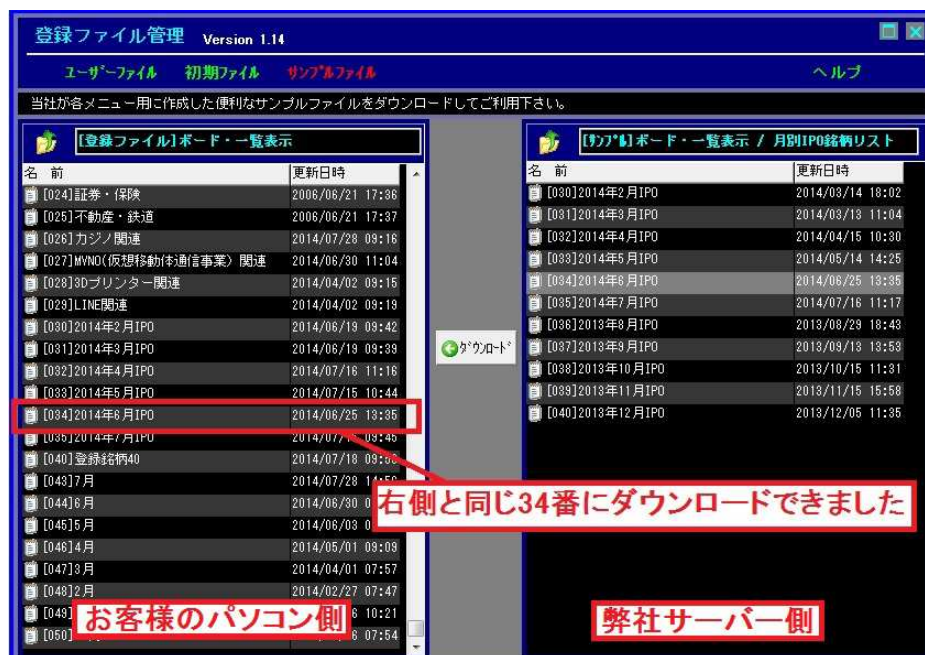 登録ファイル管理 Version 1.14
ユーザーファイル 初期ファイル サンプルファイル ヘルプ
当社が各メニュー用に作成した便利なサンプルファイルをダウンロードしてご利用下さい。
[登録ファイル]ボード・一覧表示
名 前 更新日時
[024]証券・保険 2006/06/21 17:36
[025]不動産・鉄道 2006/06/21 17:37
[026]カジノ関連 2014/07/28 09:16
[027]MVNO(仮想移動体通信事業) 関連 2014/06/30 11:04
[028]3Dプリンター関連 2014/04/02 09:15
[029]LINE関連 2014/04/02 09:19
[030]2014年2月IPO 2014/06/19 09:42
[031]2014年3月IPO 2014/06/19 09:39
[032]2014年4月IPO 2014/07/16 11:16
[033]2014年5月IPO 2014/07/15 10:44
[034]2014年6月IPO 2014/06/25 13:35
[035]2014年7月IPO 2014/07/ 09:45
[040]登録銘柄40 2014/07/18
[043]7月 2014/07/28
[044]6月 2014/06/30
[045]5月 2014/06/03
[046]4月 2014/05/01 09:09
[047]3月 2014/04/01 07:57
[048]2月 2014/02/27 07:47
[049] 6 10:21
[050] 6 07:54
お客様のパソコン側
ダウンロード
[サンプル]ボード・一覧表示 / 月別IPO銘柄リスト
名 前 更新日時
[030]2014年2月IPO 2014/03/14 18:02
[031]2014年3月IPO 2014/03/13 11:04
[032]2014年4月IPO 2014/04/15 10:30
[033]2014年5月IPO 2014/05/14 14:25
[034]2014年6月IPO 2014/06/25 13:35
[035]2014年7月IPO 2014/07/16 11:17
[036]2013年8月IPO 2013/08/29 18:43
[037]2013年9月IPO 2013/09/13 13:53
[038]2013年10月IPO 2013/10/15 11:31
[039]2013年11月IPO 2013/11/15 15:58
[040]2013年12月IPO 2013/12/05 11:35
右側と同じ34番にダウンロードできました
弊社サーバー側